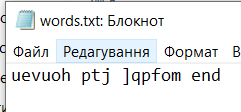 words.txt: Блокнот
Файл Редагування Формат В
uevuoh ptj ]qpfom end